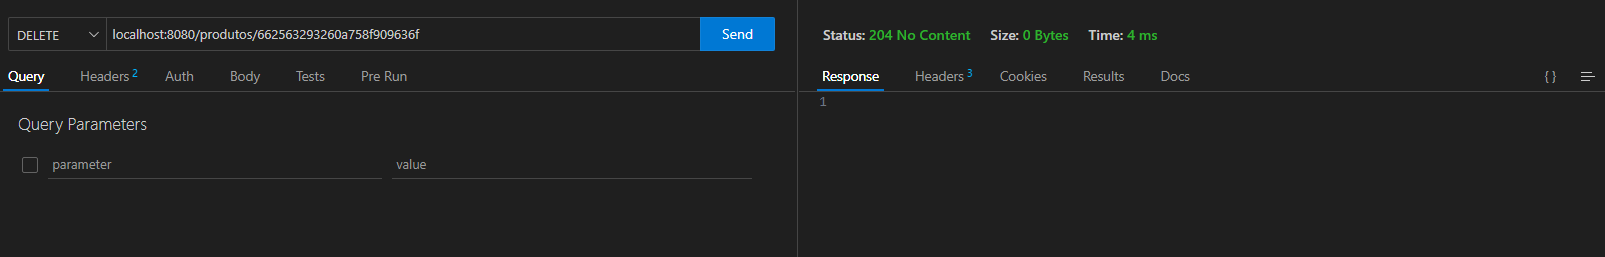 DELETE localhost:8080/produtos/662563293260a758f909636f Send
Query Headers 2 Auth Body Tests Pre Run
Query Parameters
parameter value
Status: 204 No Content Size: 0 Bytes Time: 4 ms
Response Headers 3 Cookies Results Docs { }
1